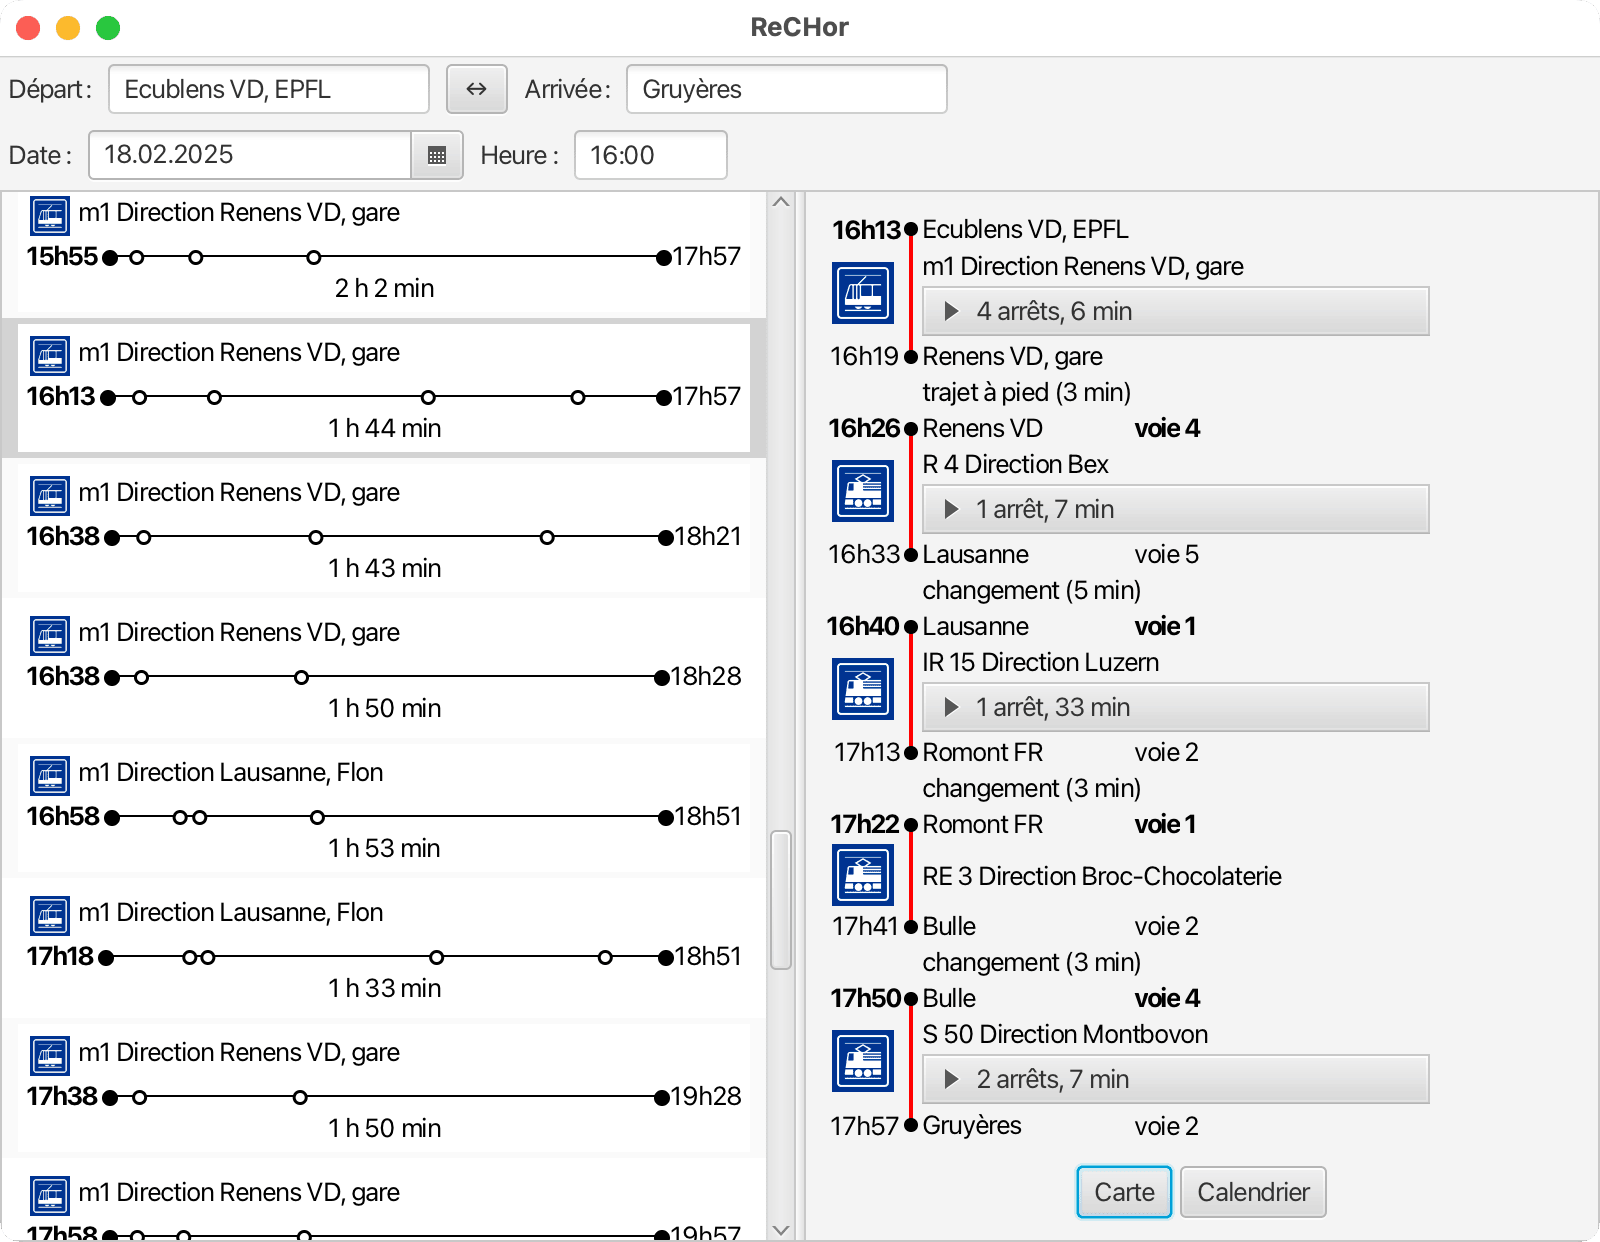 ReCHor
Départ :
Ecublens VD, EPFL
↔
Arrivée :
Gruyères
Date :
18.02.2025
Heure :
16:00
m1 Direction Renens VD, gare
15h55
17h57
2 h 2 min
m1 Direction Renens VD, gare
16h13
17h57
1 h 44 min
m1 Direction Renens VD, gare
16h38
18h21
1 h 43 min
m1 Direction Renens VD, gare
16h38
18h28
1 h 50 min
m1 Direction Lausanne, Flon
16h58
18h51
1 h 53 min
m1 Direction Lausanne, Flon
17h18
18h51
1 h 33 min
m1 Direction Renens VD, gare
17h38
19h28
1 h 50 min
m1 Direction Renens VD, gare
17h58
19h57
16h13 Ecublens VD, EPFL
m1 Direction Renens VD, gare
4 arrêts, 6 min
16h19 Renens VD, gare
trajet à pied (3 min)
16h26 Renens VD voie 4
R 4 Direction Bex
1 arrêt, 7 min
16h33 Lausanne voie 5
changement (5 min)
16h40 Lausanne voie 1
IR 15 Direction Luzern
1 arrêt, 33 min
17h13 Romont FR voie 2
changement (3 min)
17h22 Romont FR voie 1
RE 3 Direction Broc-Chocolaterie
17h41 Bulle voie 2
changement (3 min)
17h50 Bulle voie 4
S 50 Direction Montbovon
2 arrêts, 7 min
17h57 Gruyères voie 2
Carte
Calendrier